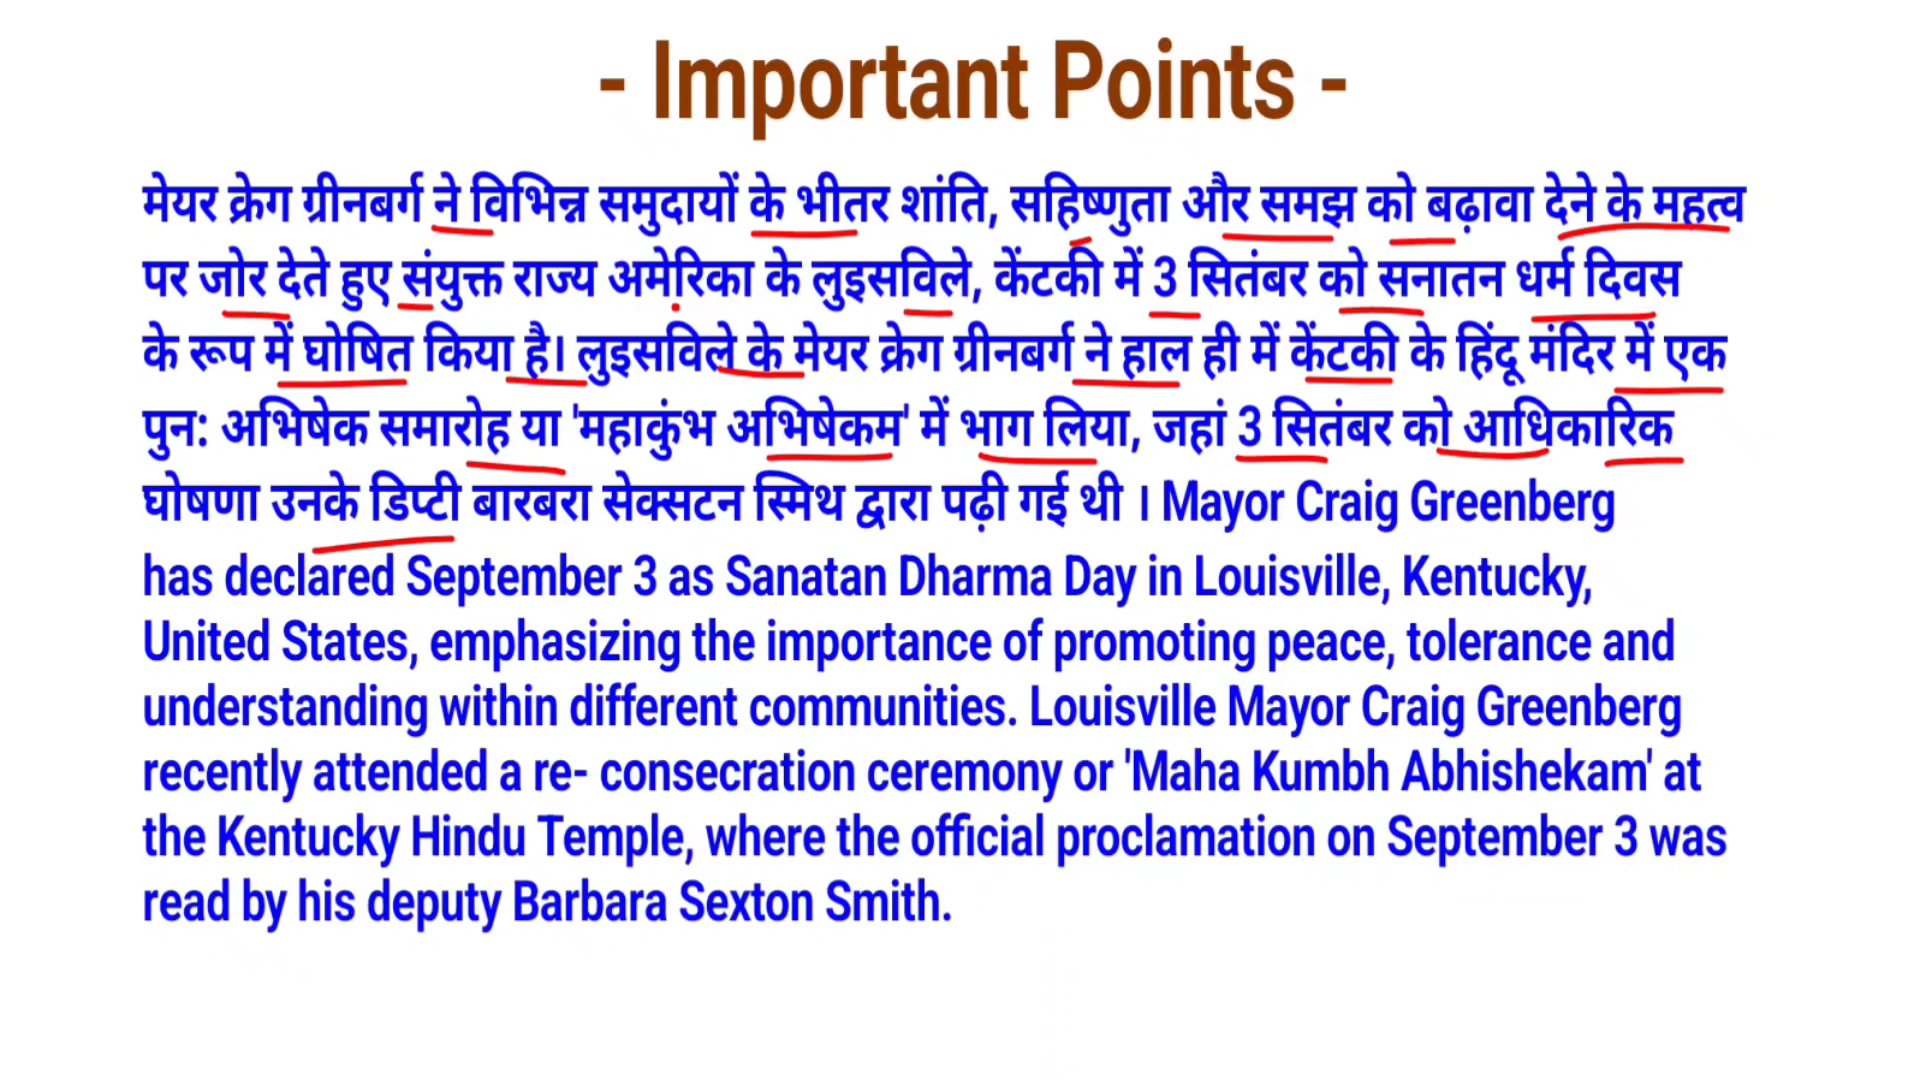 - Important Points -
मेयर क्रेग ग्रीनबर्ग ने विभिन्न समुदायों के भीतर शांति, सहिष्णुता और समझ को बढ़ावा देने के महत्व
पर जोर देते हुए संयुक्त राज्य अमेरिका के लुइसविले, केंटकी में 3 सितंबर को सनातन धर्म दिवस
के रूप में घोषित किया है। लुइसविले के मेयर क्रेग ग्रीनबर्ग ने हाल ही में केंटकी के हिंदू मंदिर में एक
पुन: अभिषेक समारोह या 'महाकुंभ अभिषेकम' में भाग लिया, जहां 3 सितंबर को आधिकारिक
घोषणा उनके डिप्टी बारबरा सेक्सटन स्मिथ द्वारा पढ़ी गई थी । Mayor Craig Greenberg
has declared September 3 as Sanatan Dharma Day in Louisville, Kentucky,
United States, emphasizing the importance of promoting peace, tolerance and
understanding within different communities. Louisville Mayor Craig Greenberg
recently attended a re- consecration ceremony or 'Maha Kumbh Abhishekam' at
the Kentucky Hindu Temple, where the official proclamation on September 3 was
read by his deputy Barbara Sexton Smith.